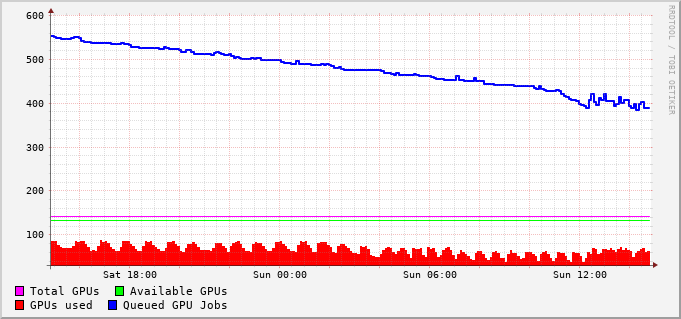 600
500
400
300
200
100
Sat 18:00 Sun 00:00 Sun 06:00 Sun 12:00
Total GPUs Available GPUs
GPUs used Queued GPU Jobs
RRDTOOL / TOBI OETIKER